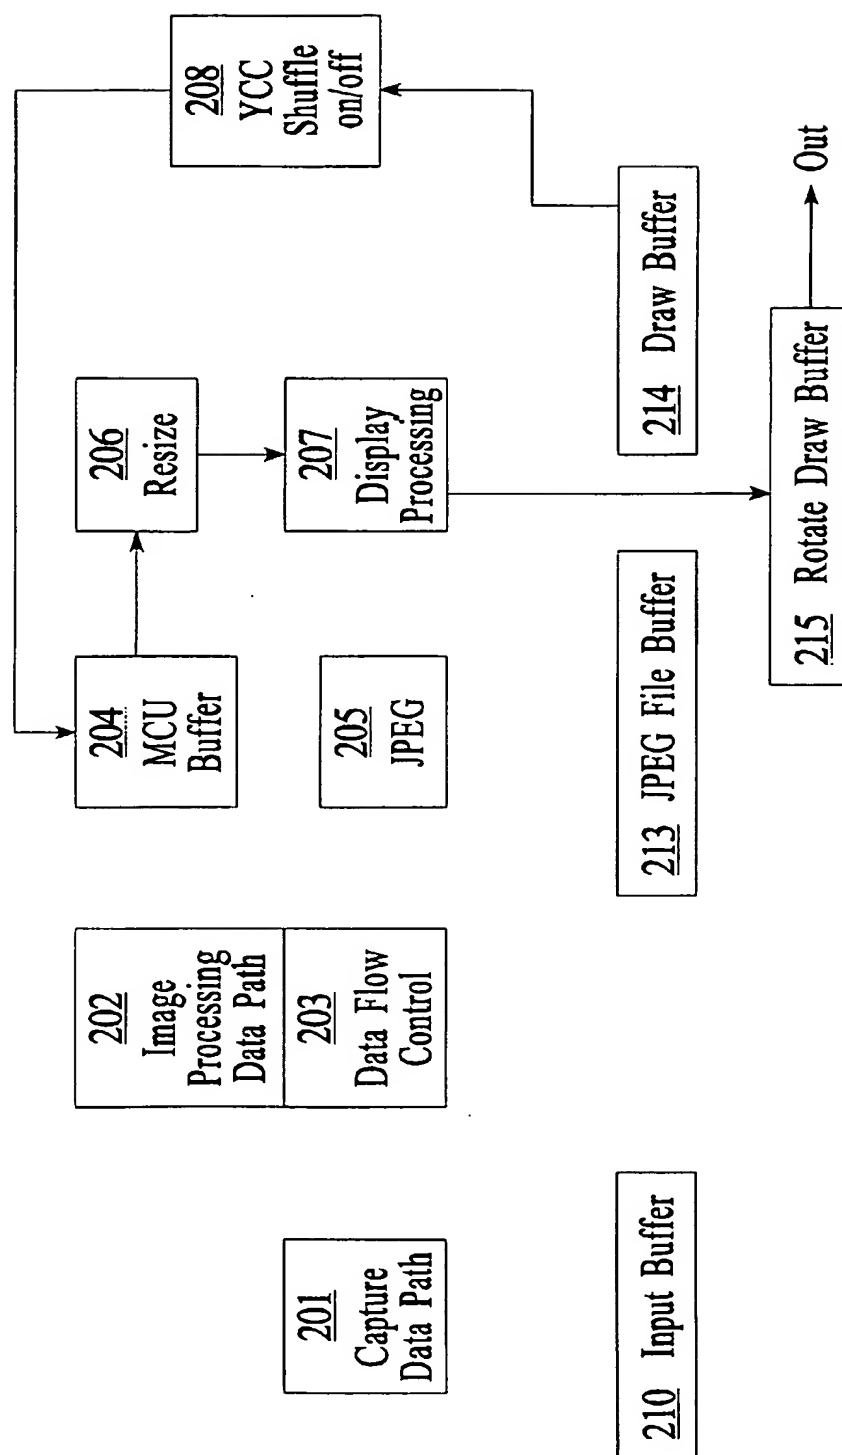 208
YCC
Shuffle
on/off
206
Resize
207
Display
Processing
214 Draw Buffer
Out
204
MCU
Buffer
205
JPEG
213 JPEG File Buffer
215 Rotate Draw Buffer
202
Image
Processing
Data Path
203
Data Flow
Control
201
Capture
Data Path
210 Input Buffer